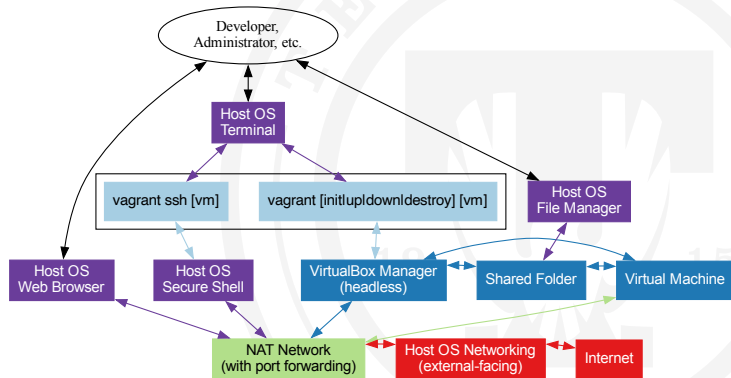 Developer,
Administrator, etc.
Host OS
Terminal
vagrant ssh [vm]
vagrant [init|up|down|destroy] [vm]
Host OS
File Manager
Host OS
Web Browser
Host OS
Secure Shell
VirtualBox Manager
(headless)
Shared Folder
Virtual Machine
NAT Network
(with port forwarding)
Host OS Networking
(external-facing)
Internet